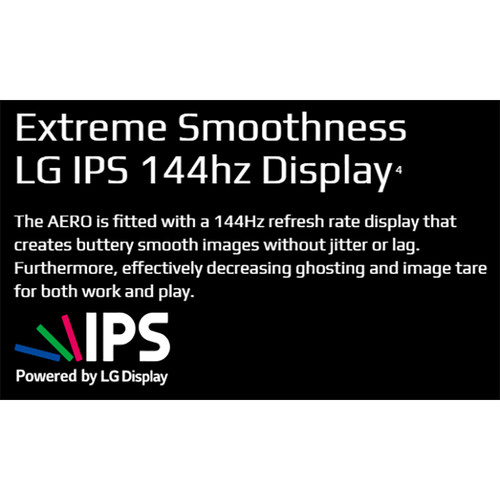 Extreme Smoothness
LG IPS 144hz Display⁴
The AERO is fitted with a 144Hz refresh rate display that
creates buttery smooth images without jitter or lag.
Furthermore, effectively decreasing ghosting and image tare
for both work and play.
IPS
Powered by LG Display